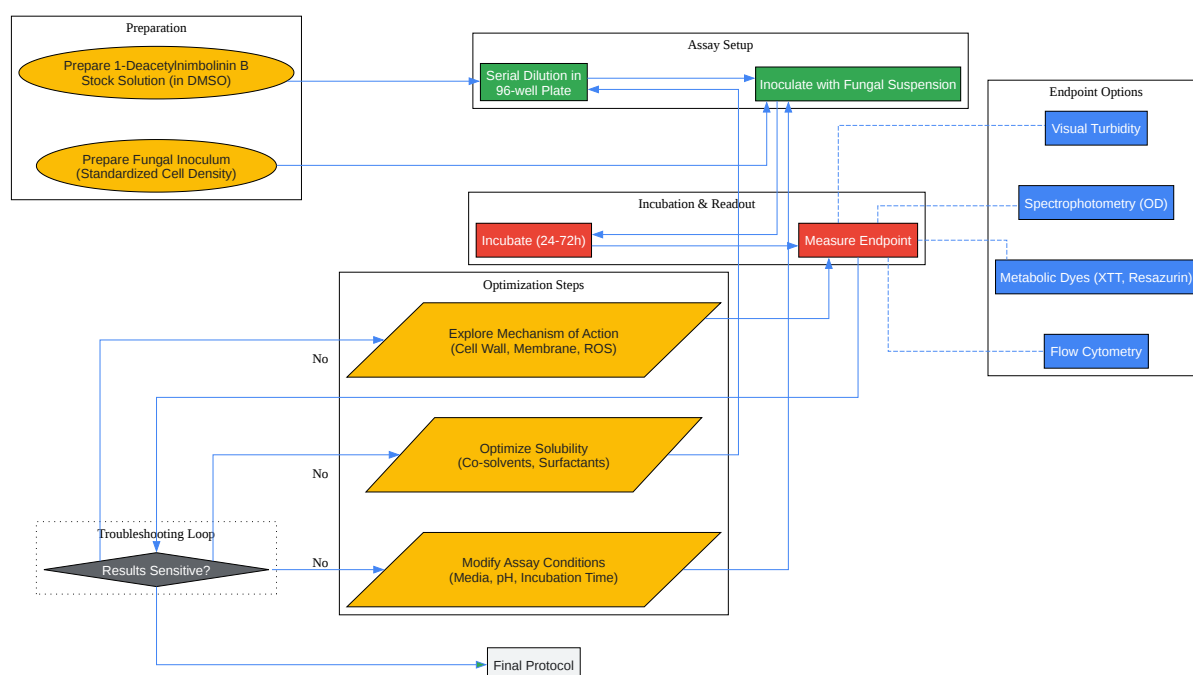 Preparation
Prepare 1-Deacetylnimbolinin B
Stock Solution (in DMSO)
Prepare Fungal Inoculum
(Standardized Cell Density)
Assay Setup
Serial Dilution in
96-well Plate
Inoculate with Fungal Suspension
Endpoint Options
Visual Turbidity
Spectrophotometry (OD)
Metabolic Dyes (XTT, Resazurin)
Flow Cytometry
Incubation & Readout
Incubate (24-72h)
Measure Endpoint
Optimization Steps
Explore Mechanism of Action
(Cell Wall, Membrane, ROS)
No
Optimize Solubility
(Co-solvents, Surfactants)
No
Troubleshooting Loop
Results Sensitive?
No
Modify Assay Conditions
(Media, pH, Incubation Time)
Final Protocol